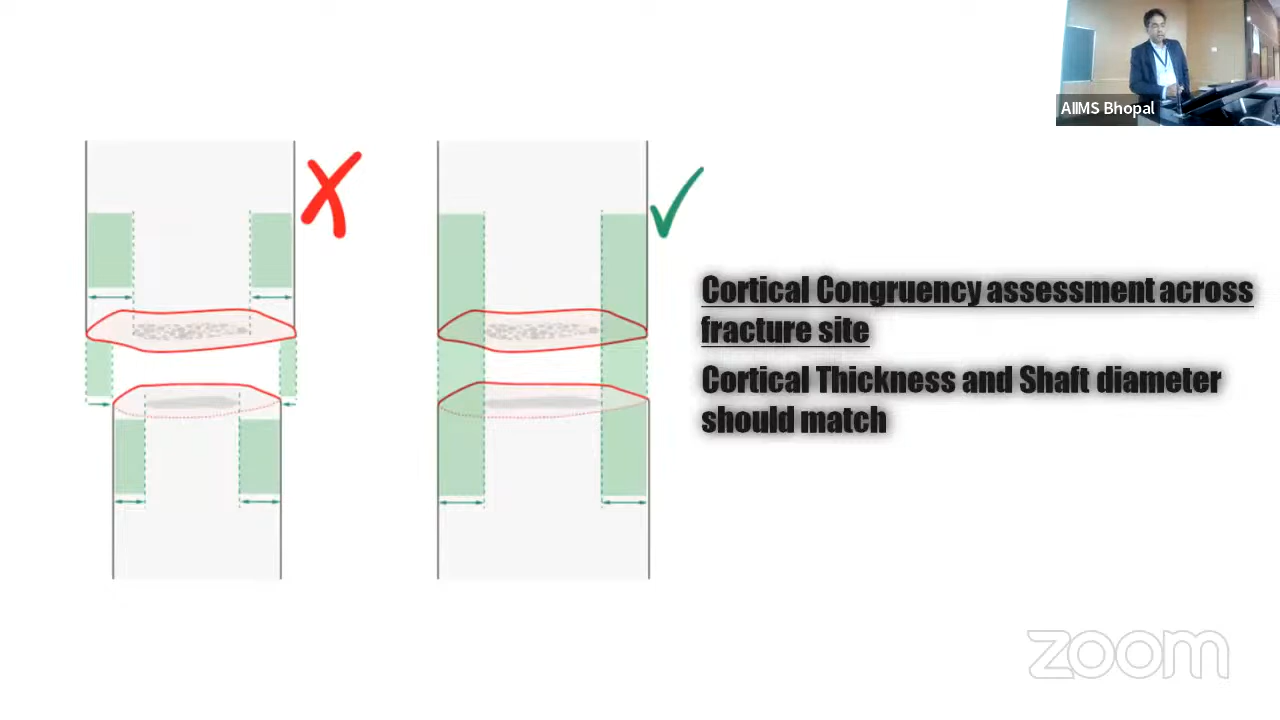 AIIMS Bhopal
Cortical Congruency assessment across
fracture site
Cortical Thickness and Shaft diameter
should match
zoom